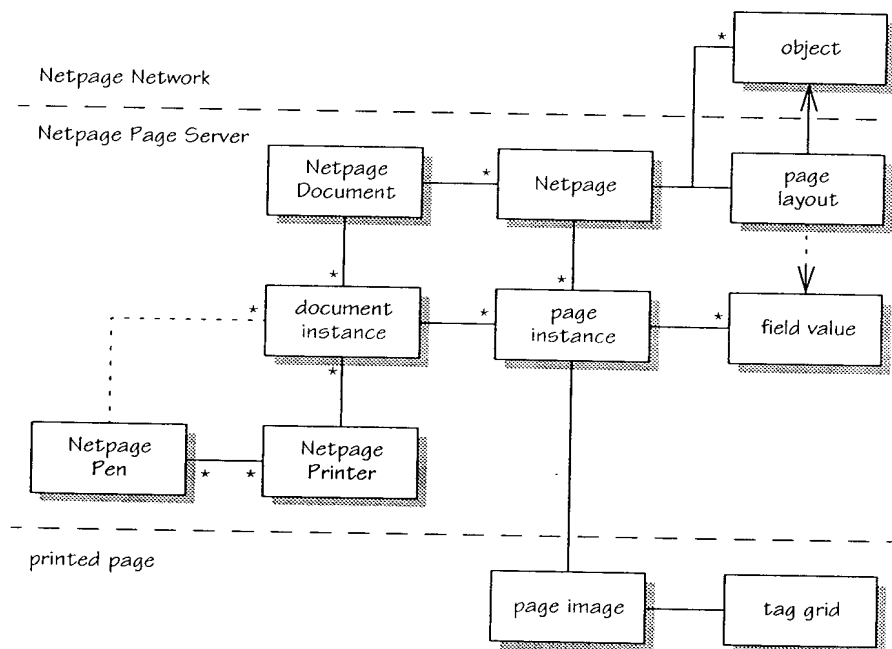 *
object
Netpage Network
Netpage Page Server
Netpage
Document
*
Netpage
page
layout
*
*
*
document
instance
*
page
instance
*
field value
*
Netpage
Pen
*
*
Netpage
Printer
printed page
page image
tag grid